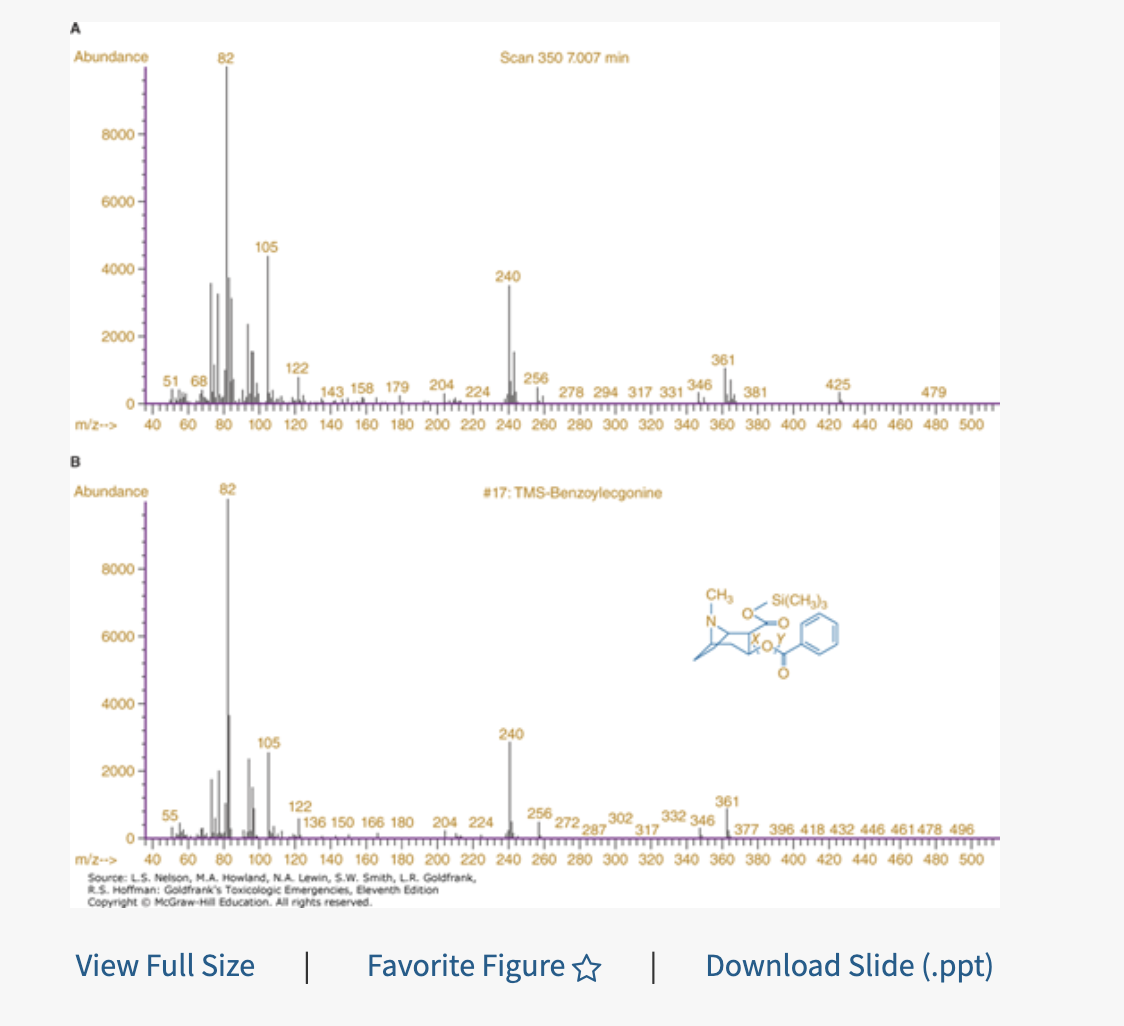 A
Abundance
82
Scan 350 7.007 min
8000
6000
105
4000
240
2000
361
122
51 68 143 158 179 204 224 256 278 294 317 331 346 381 425 479
0
m/z--> 40 60 80 100 120 140 160 180 200 220 240 260 280 300 320 340 360 380 400 420 440 460 480 500
B
Abundance
82
#17: TMS-Benzoylecgonine
8000
CH3
Si(CH3)3
O
N
O
6000
X
Y
O
O
4000
240
105
2000
361
122
55 136 150 166 180 204 224 256 272 287 302 317 332 346 377 396 418 432 446 461 478 496
0
m/z--> 40 60 80 100 120 140 160 180 200 220 240 260 280 300 320 340 360 380 400 420 440 460 480 500
Source: L.S. Nelson, M.A. Howland, N.A. Lewin, S.W. Smith, L.R. Goldfrank,
R.S. Hoffman: Goldfrank's Toxicologic Emergencies, Eleventh Edition
Copyright © McGraw-Hill Education. All rights reserved.
View Full Size | Favorite Figure | Download Slide (.ppt)